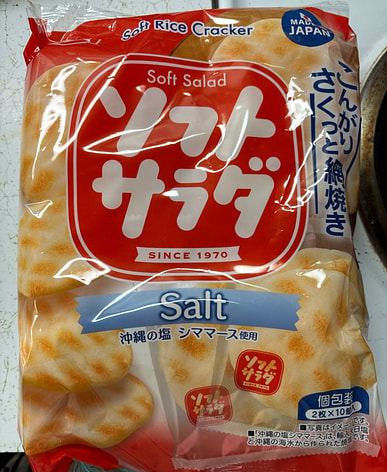 Soft Rice Cracker
MADE IN
JAPAN
Soft Salad
ソフト
サラダ
SINCE 1970
こんがり
さくっと網焼き
Salt
沖縄の塩 シママース使用
ソフト
サラダ
SINCE 1970
ソフト
サラダ
個包装
2枚×10
■写真はイメージです。
■「沖縄の塩シママース」は、
と沖縄の海水から作られた